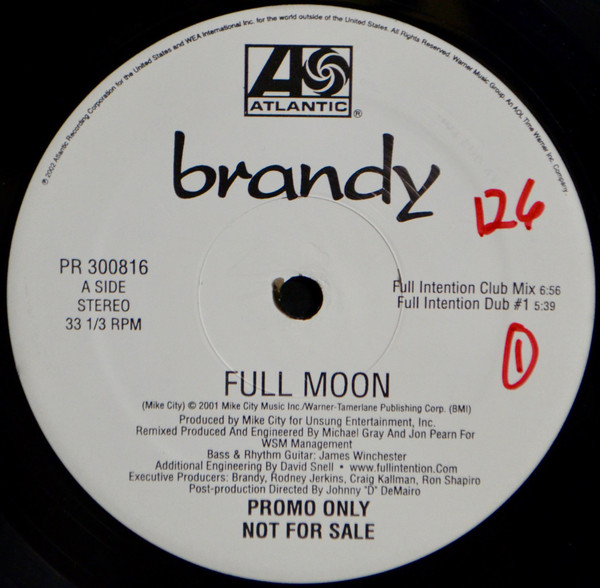 ℗ 2002 Atlantic Recording Corporation for the United States and WEA International Inc. for the world outside of the United States. All Rights Reserved. Warner Music Group, An AOL Time Warner Inc. Company.
A
ATLANTIC®
brandy
126
PR 300816
A SIDE
STEREO
33 1/3 RPM
Full Intention Club Mix 6:56
Full Intention Dub #1 5:39
1
FULL MOON
(Mike City) © 2001 Mike City Music Inc./Warner-Tamerlane Publishing Corp. (BMI)
Produced by Mike City for Unsung Entertainment, Inc.
Remixed Produced And Engineered By Michael Gray And Jon Pearn For
WSM Management
Bass & Rhythm Guitar: James Winchester
Additional Engineering By David Snell • www.fullintention.com
Executive Producers: Brandy, Rodney Jerkins, Craig Kallman, Ron Shapiro
Post-production Directed By Johnny "D" DeMairo
PROMO ONLY
NOT FOR SALE